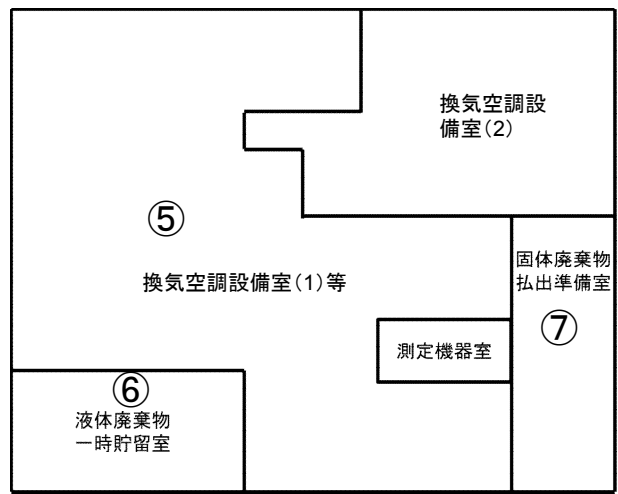 換気空調設
備室(2)
⑤
換気空調設備室(1)等
固体廃棄物
払出準備室
⑦
測定機器室
⑥
液体廃棄物
一時貯留室